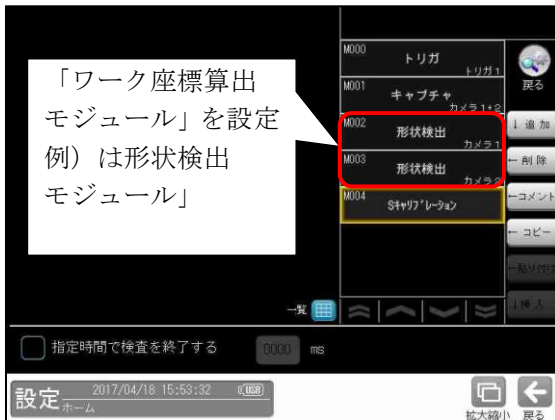 「ワーク座標算出
モジュール」を設定
例）は形状検出
モジュール」
M000
トリガ
トリガ1
M001
キャプチャ
カメラ1+2
M002
形状検出
カメラ1
M003
形状検出
カメラ2
M004
Sキャリブレーション
戻る
↓追加
←削除
←コメント
←コピー
←貼り付け
↓挿入
一覧
指定時間で検査を終了する
0000 ms
設定
2017/04/18 15:53:32
USB
ホーム
拡大縮小
戻る